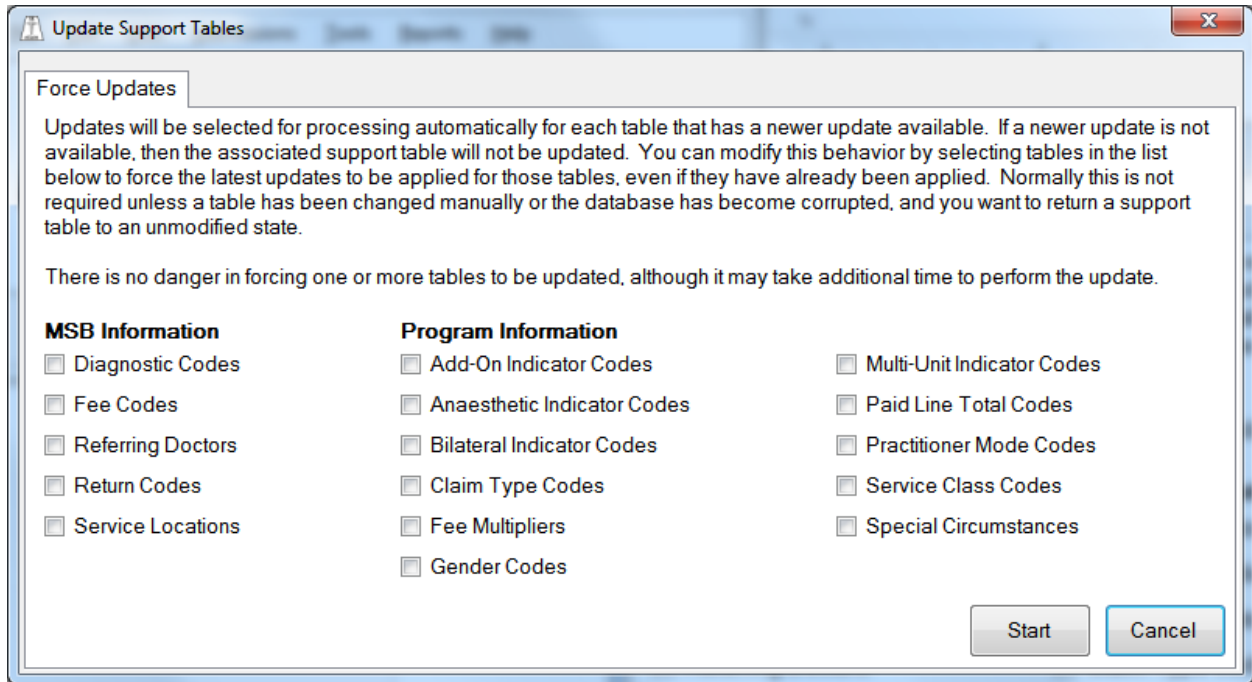 Update Support Tables
Force Updates
Updates will be selected for processing automatically for each table that has a newer update available.  If a newer update is not
available, then the associated support table will not be updated.  You can modify this behavior by selecting tables in the list
below to force the latest updates to be applied for those tables, even if they have already been applied.  Normally this is not
required unless a table has been changed manually or the database has become corrupted, and you want to return a support
table to an unmodified state.
There is no danger in forcing one or more tables to be updated, although it may take additional time to perform the update.
MSB Information
Diagnostic Codes
Fee Codes
Referring Doctors
Return Codes
Service Locations
Program Information
Add-On Indicator Codes
Anaesthetic Indicator Codes
Bilateral Indicator Codes
Claim Type Codes
Fee Multipliers
Gender Codes
Multi-Unit Indicator Codes
Paid Line Total Codes
Practitioner Mode Codes
Service Class Codes
Special Circumstances
Start
Cancel